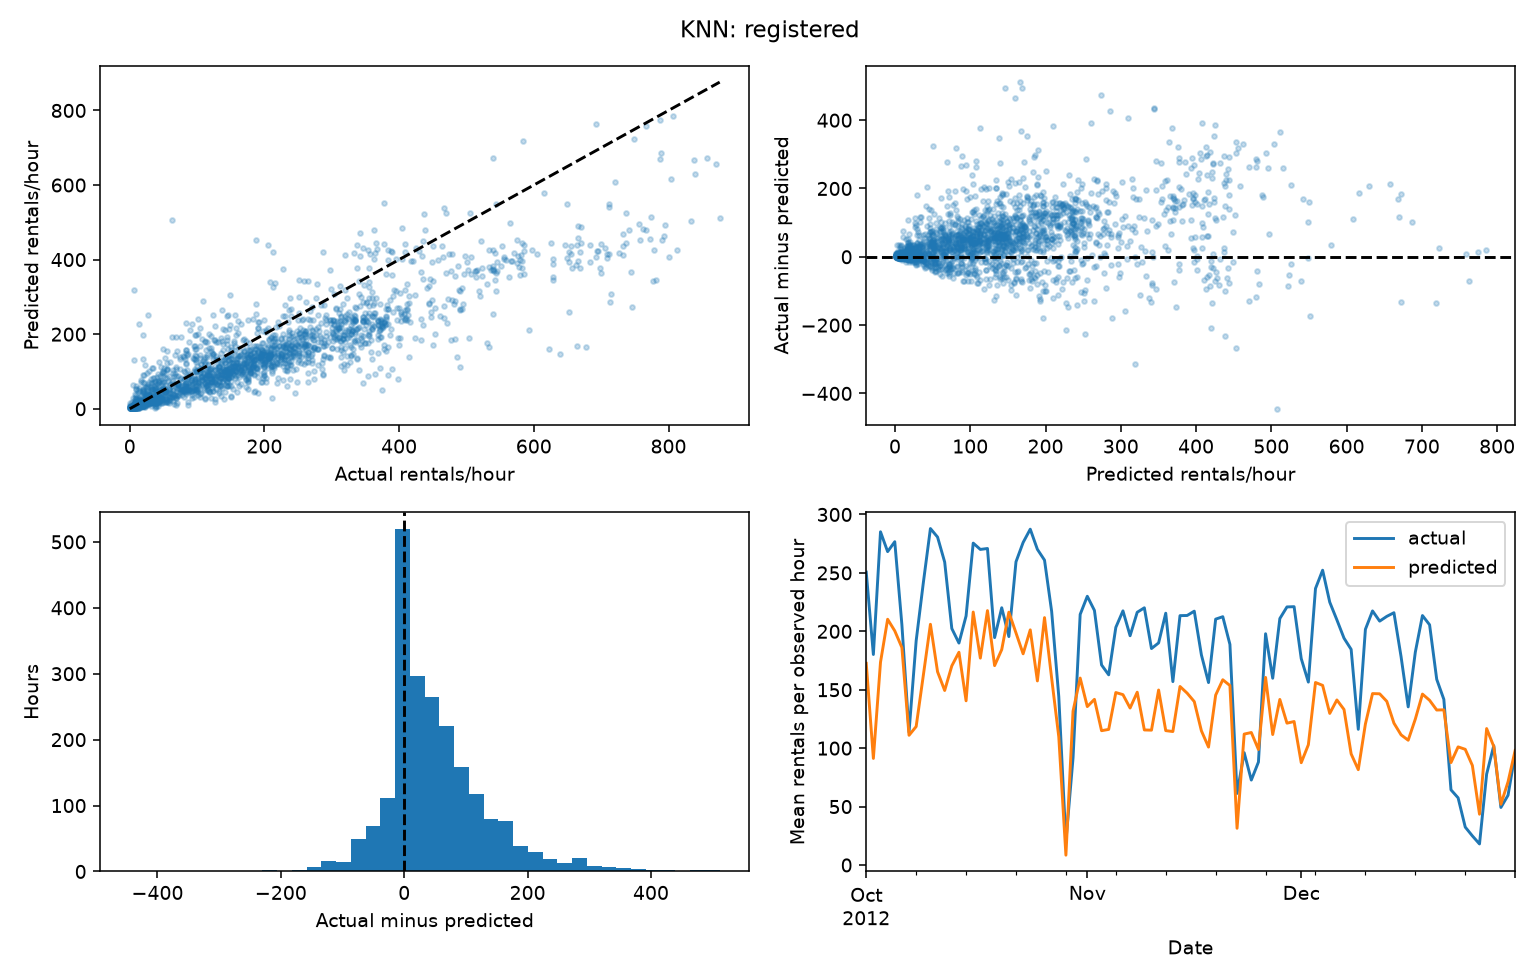 KNN: registered
Predicted rentals/hour
800
600
400
200
0
0 200 400 600 800
Actual rentals/hour
Actual minus predicted
400
200
0
−200
−400
0 100 200 300 400 500 600 700 800
Predicted rentals/hour
Hours
500
400
300
200
100
0
−400 −200 0 200 400
Actual minus predicted
Mean rentals per observed hour
300
250
200
150
100
50
0
actual
predicted
Oct Nov Dec
2012
Date